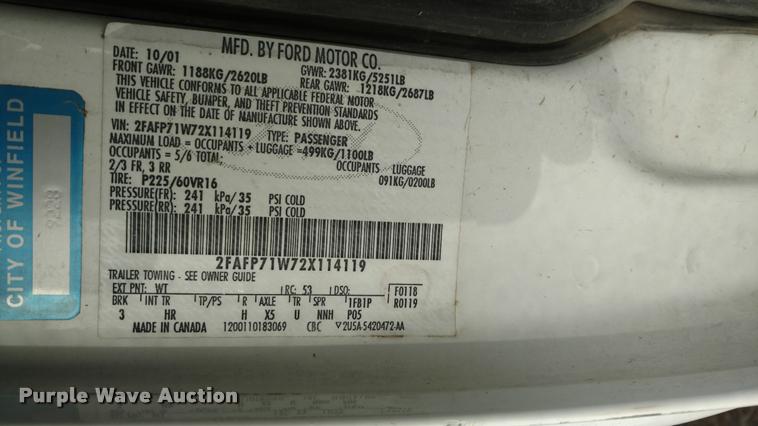 MFD. BY FORD MOTOR CO.
DATE: 10/01
GVWR: 2381KG/5251LB
FRONT GAWR: 1188KG/2620LB
REAR GAWR: 1218KG/2687LB
THIS VEHICLE CONFORMS TO ALL APPLICABLE FEDERAL MOTOR
VEHICLE SAFETY, BUMPER, AND THEFT PREVENTION STANDARDS
IN EFFECT ON THE DATE OF MANUFACTURE SHOWN ABOVE.
VIN: 2FAFP71W72X114119
TYPE: PASSENGER
MAXIMUM LOAD = OCCUPANTS + LUGGAGE = 499KG/1100LB
OCCUPANTS = 5/6 TOTAL: OCCUPANTS LUGGAGE
2/3 FR, 3 RR 091KG/0200LB
TIRE: P225/60VR16
PRESSURE(FR): 241 kPa/35 PSI COLD
PRESSURE(RR): 241 kPa/35 PSI COLD
2FAFP71W72X114119
TRAILER TOWING - SEE OWNER GUIDE
EXT PNT: WT RC: 53 DSO: F0118
BRK INT TR TP/PS R AXLE TR SPR 1FB1P R0119
3 HR H X5 U NNH P05
MADE IN CANADA 1200110183069 CBC ▽2U5A-5420472-AA
CITY OF WINFIELD
9228
Purple Wave Auction